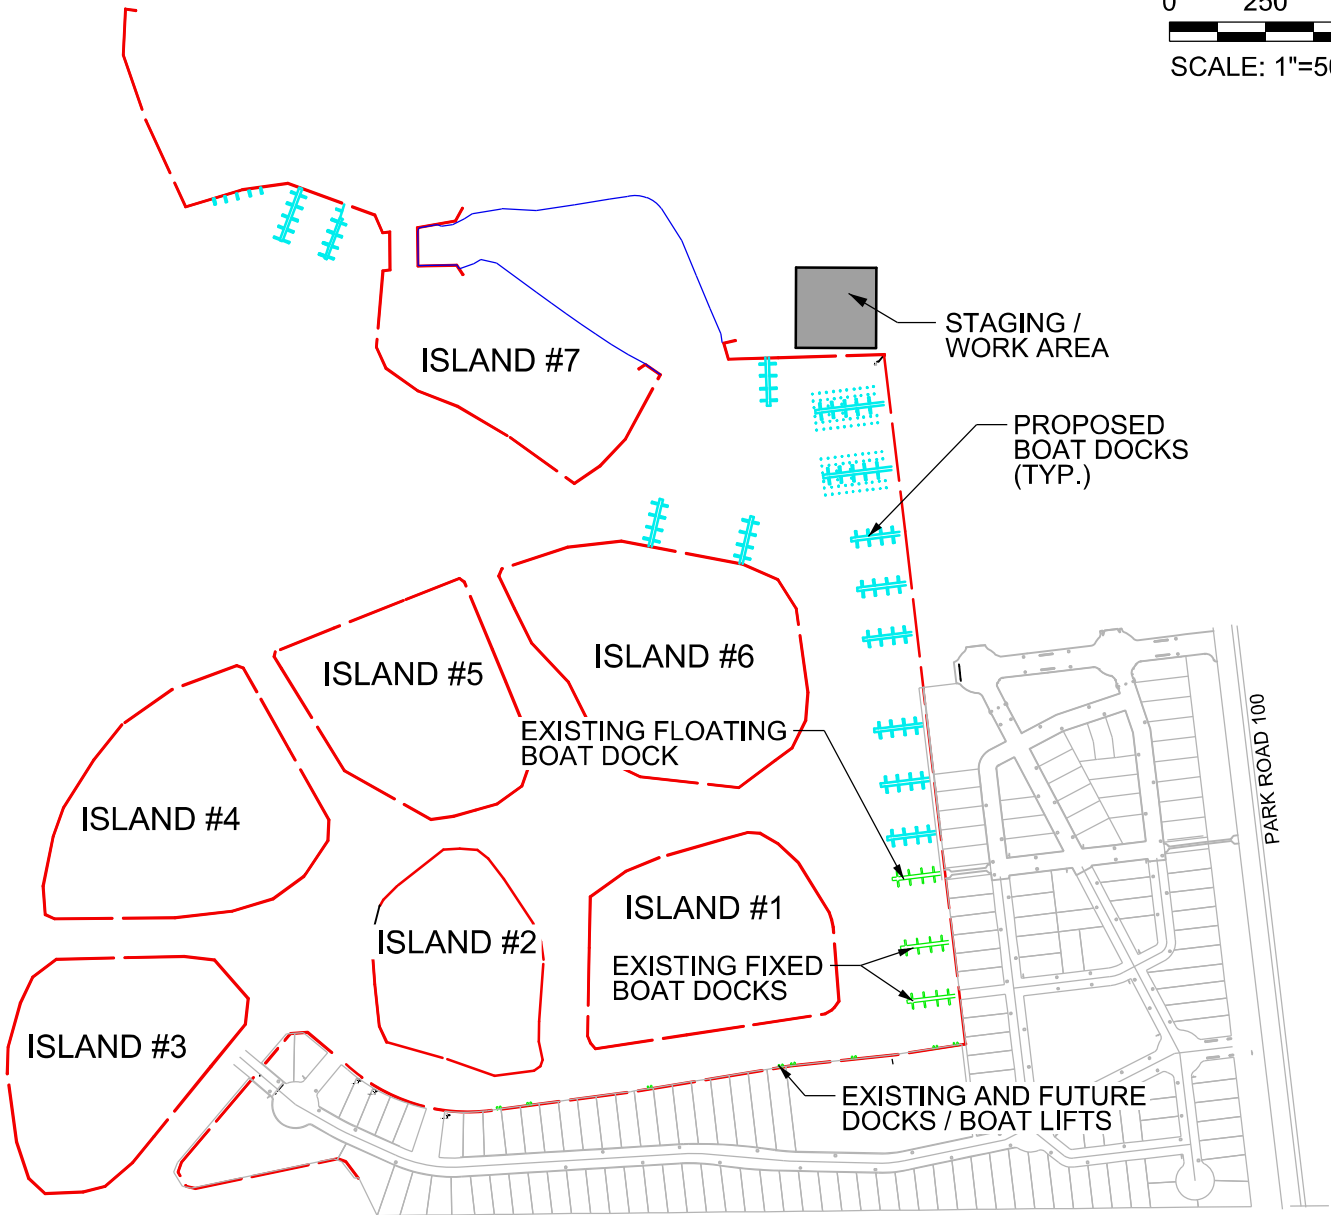 0 250
SCALE: 1"=50
STAGING /
WORK AREA
ISLAND #7
PROPOSED
BOAT DOCKS
(TYP.)
ISLAND #6
ISLAND #5
EXISTING FLOATING
BOAT DOCK
PARK ROAD 100
ISLAND #4
ISLAND #1
ISLAND #2
EXISTING FIXED
BOAT DOCKS
ISLAND #3
EXISTING AND FUTURE
DOCKS / BOAT LIFTS